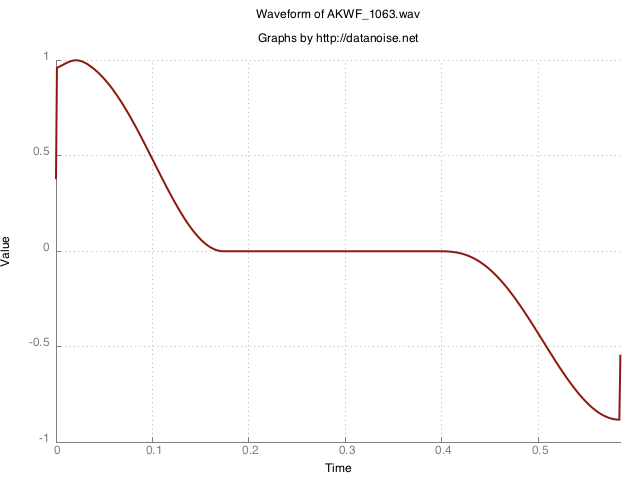 Waveform of AKWF_1063.wav
Graphs by http://datanoise.net
1
0.5
0
-0.5
-1
Value
0 0.1 0.2 0.3 0.4 0.5
Time